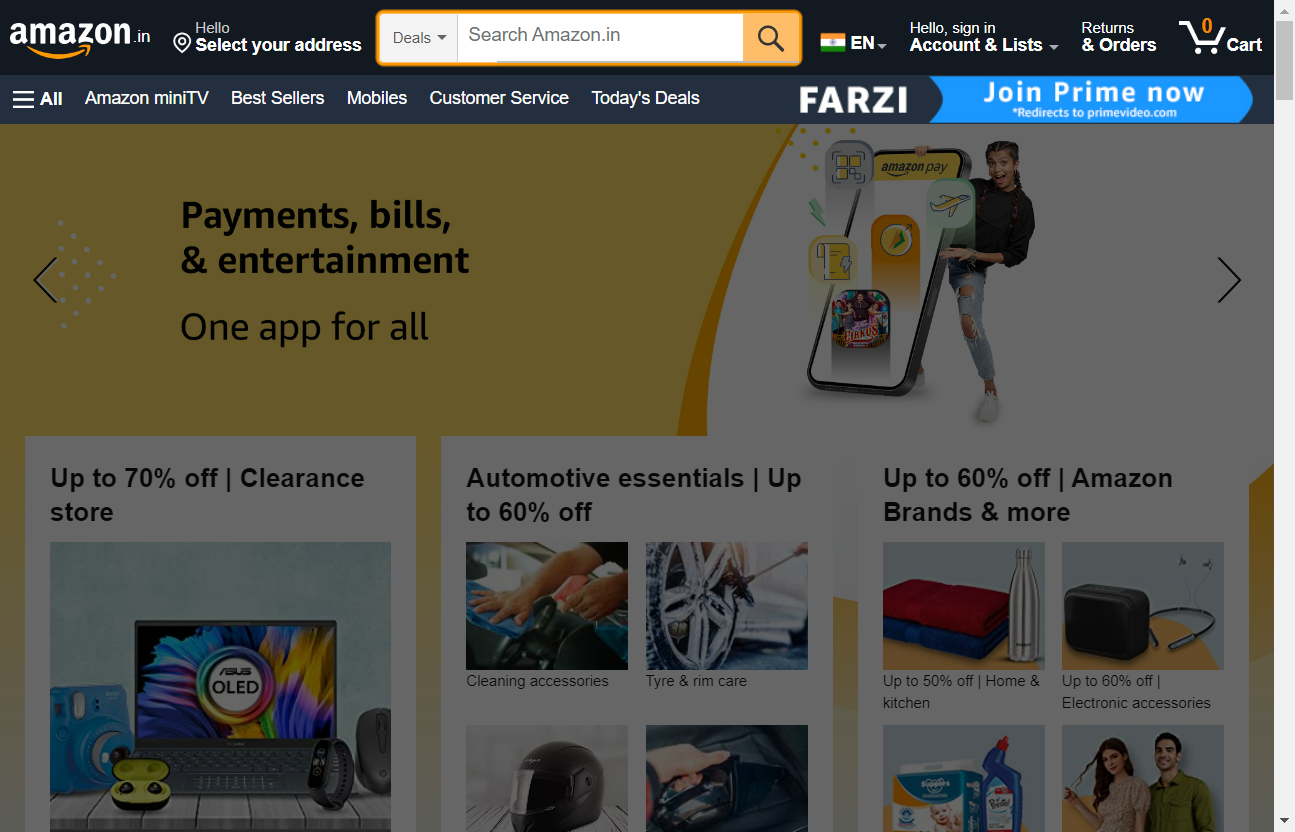 amazon.in
Hello
Select your address
Deals
Search Amazon.in
EN
Hello, sign in
Account & Lists
Returns
& Orders
0
Cart
All
Amazon miniTV
Best Sellers
Mobiles
Customer Service
Today's Deals
FARZI
Join Prime now
*Redirects to primevideo.com
Payments, bills,
& entertainment
One app for all
amazon pay
CIRKUS
Up to 70% off | Clearance
store
Automotive essentials | Up
to 60% off
Up to 60% off | Amazon
Brands & more
ASUS
OLED
Cleaning accessories
Tyre & rim care
Up to 50% off | Home &
kitchen
Up to 60% off |
Electronic accessories